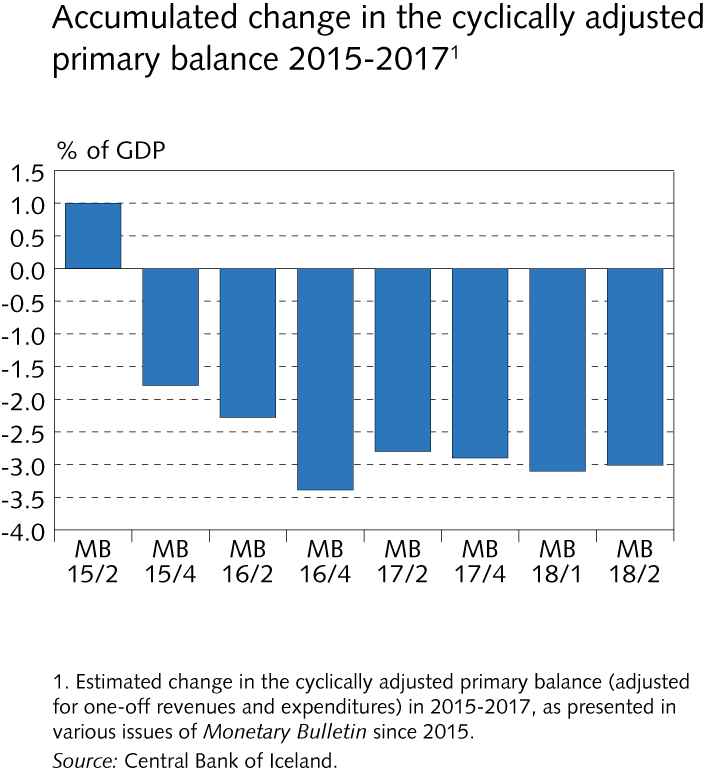 Accumulated change in the cyclically adjusted
primary balance 2015-2017¹
% of GDP
1.5
1.0
0.5
0.0
-0.5
-1.0
-1.5
-2.0
-2.5
-3.0
-3.5
-4.0
MB MB MB MB MB MB MB MB
15/2 15/4 16/2 16/4 17/2 17/4 18/1 18/2
1. Estimated change in the cyclically adjusted primary balance (adjusted
for one-off revenues and expenditures) in 2015-2017, as presented in
various issues of Monetary Bulletin since 2015.
Source: Central Bank of Iceland.